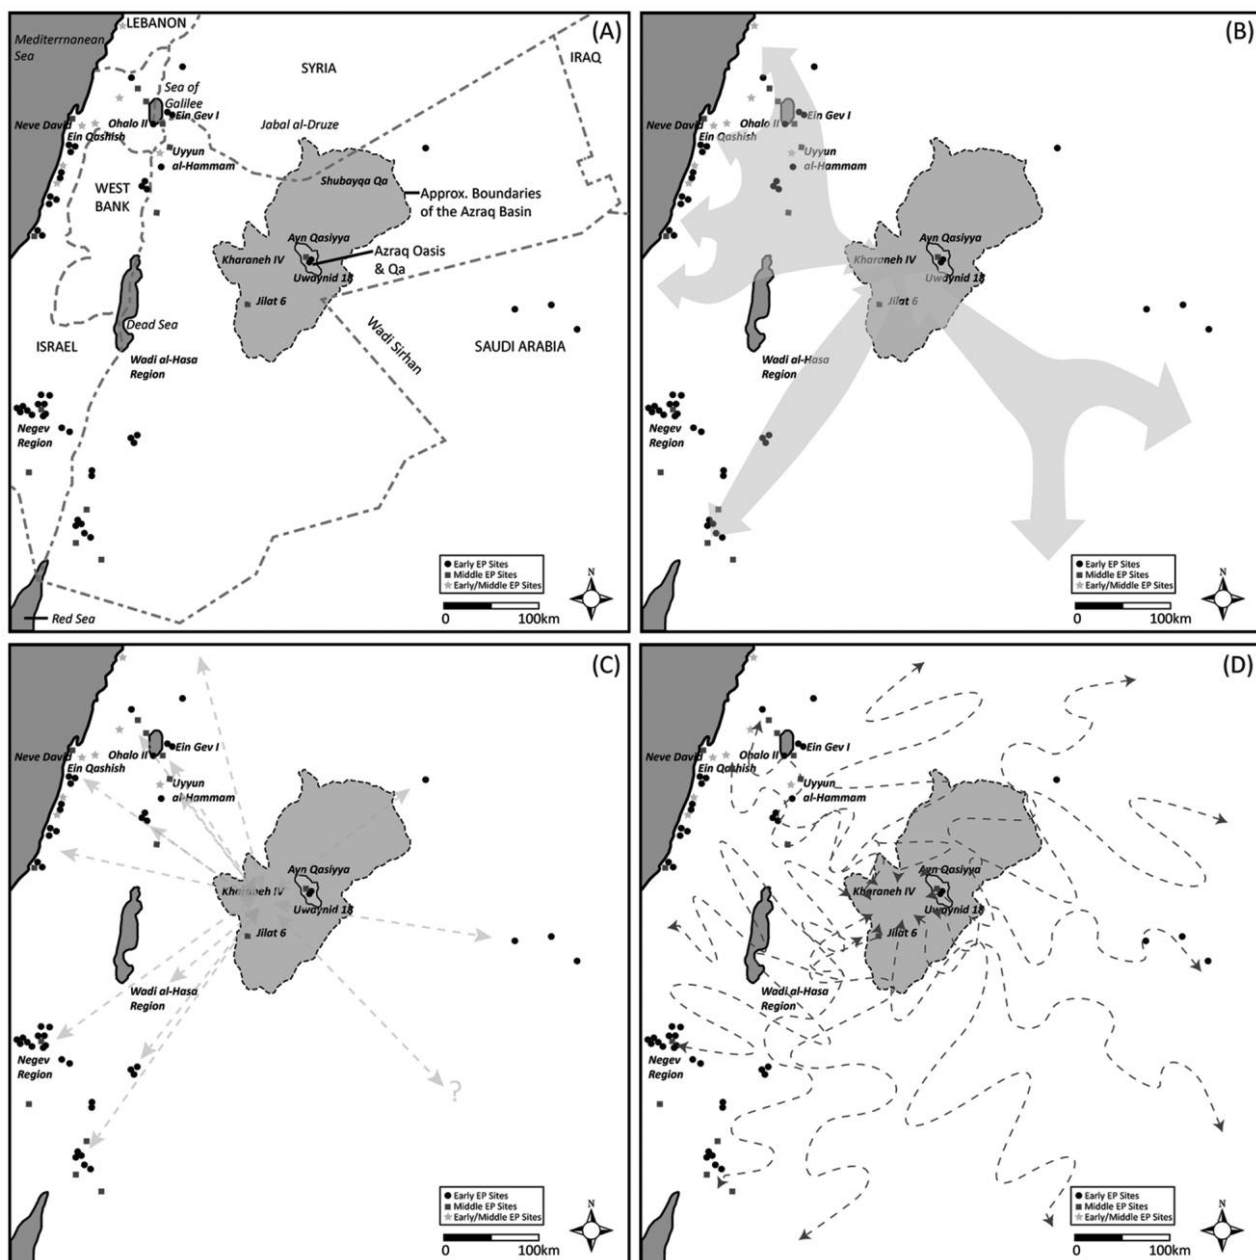 LEBANON
(A)
Mediterrnanean
Sea
SYRIA
IRAQ
Sea of
Galilee
Ein Gev I
Neve David
Ohalo II
Ein Qashish
Jabal al-Druze
Uyyun
al-Hammam
WEST
BANK
Shubayqa Qa
Approx. Boundaries
of the Azraq Basin
Ayn Qasiyya
Kharaneh IV
Azraq Oasis
& Qa
Uwaynid 18
Jilat 6
Dead Sea
ISRAEL
Wadi al-Hasa
Region
Wadi Sirhan
SAUDI ARABIA
Negev
Region
Red Sea
Early EP Sites
Middle EP Sites
Early/Middle EP Sites
N
0
100km
(B)
Neve David
Ohalo II
Ein Gev I
Ein Qashish
Uyyun
al-Hammam
Ayn Qasiyya
Kharaneh IV
Uwaynid 18
Jilat 6
Wadi al-Hasa
Region
Negev
Region
Early EP Sites
Middle EP Sites
Early/Middle EP Sites
N
0
100km
(C)
Neve David
Ohalo II
Ein Gev I
Ein Qashish
Uyyun
al-Hammam
Ayn Qasiyya
Kharaneh IV
Uwaynid 18
Jilat 6
Wadi al-Hasa
Region
Negev
Region
?
Early EP Sites
Middle EP Sites
Early/Middle EP Sites
N
0
100km
(D)
Neve David
Ohalo II
Ein Gev I
Ein Qashish
Uyyun
al-Hammam
Ayn Qasiyya
Kharaneh IV
Uwaynid 18
Jilat 6
Wadi al-Hasa
Region
Negev
Region
Early EP Sites
Middle EP Sites
Early/Middle EP Sites
N
0
100km